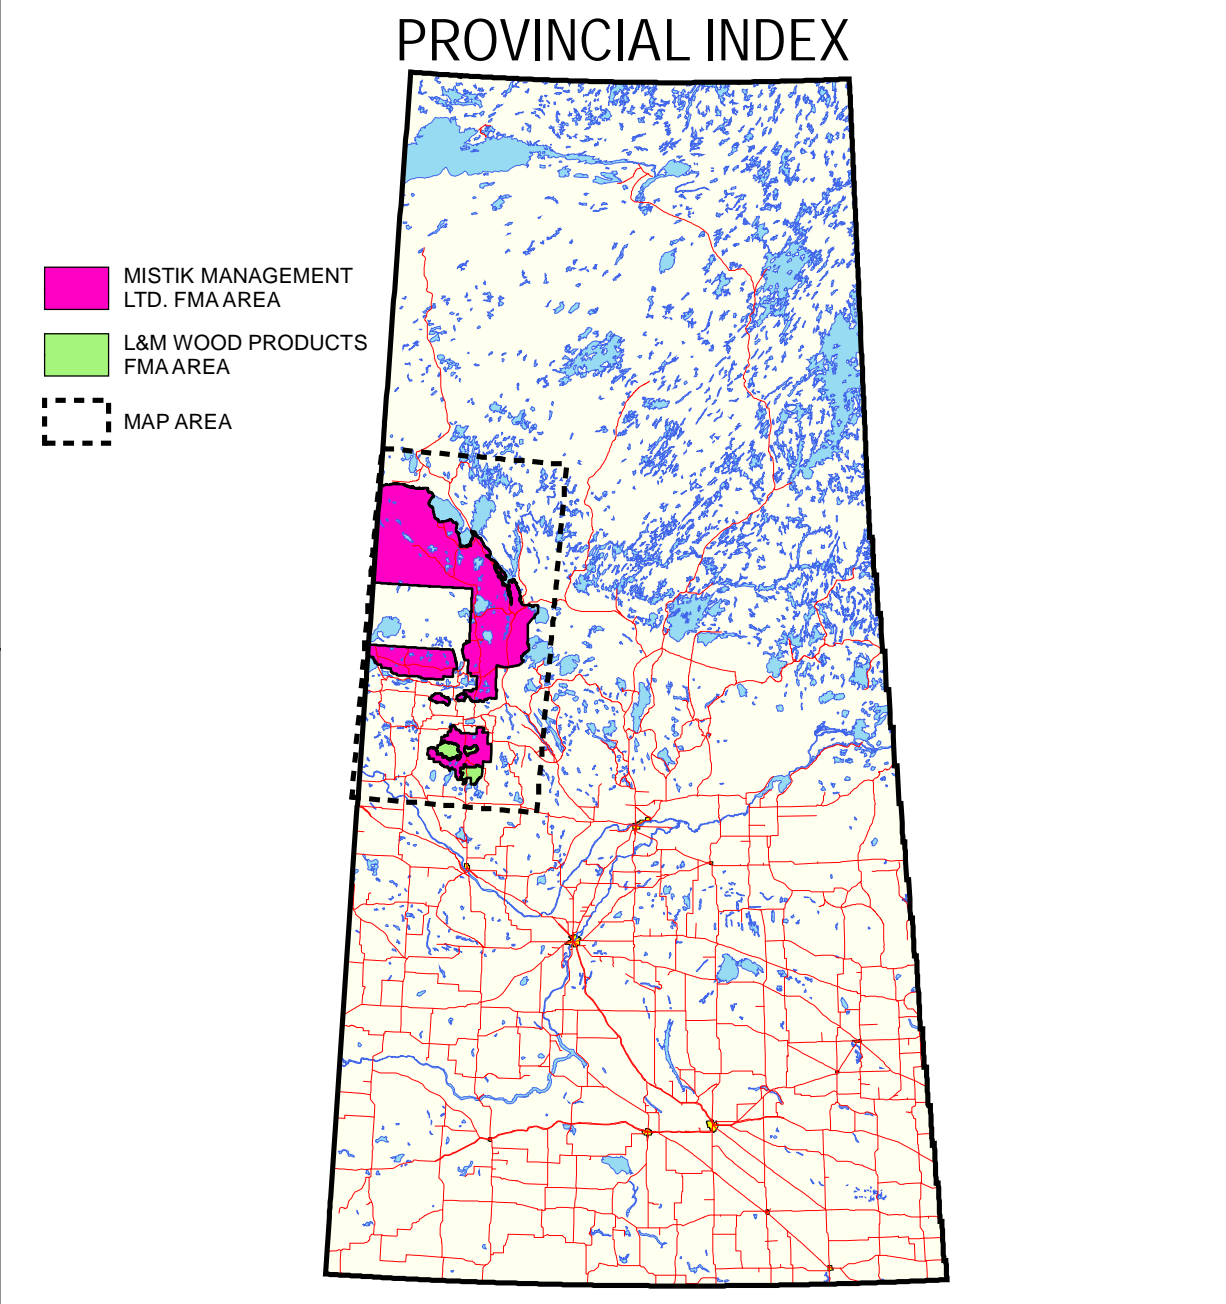 PROVINCIAL INDEX
MISTIK MANAGEMENT
LTD. FMA AREA
L&M WOOD PRODUCTS
FMA AREA
MAP AREA